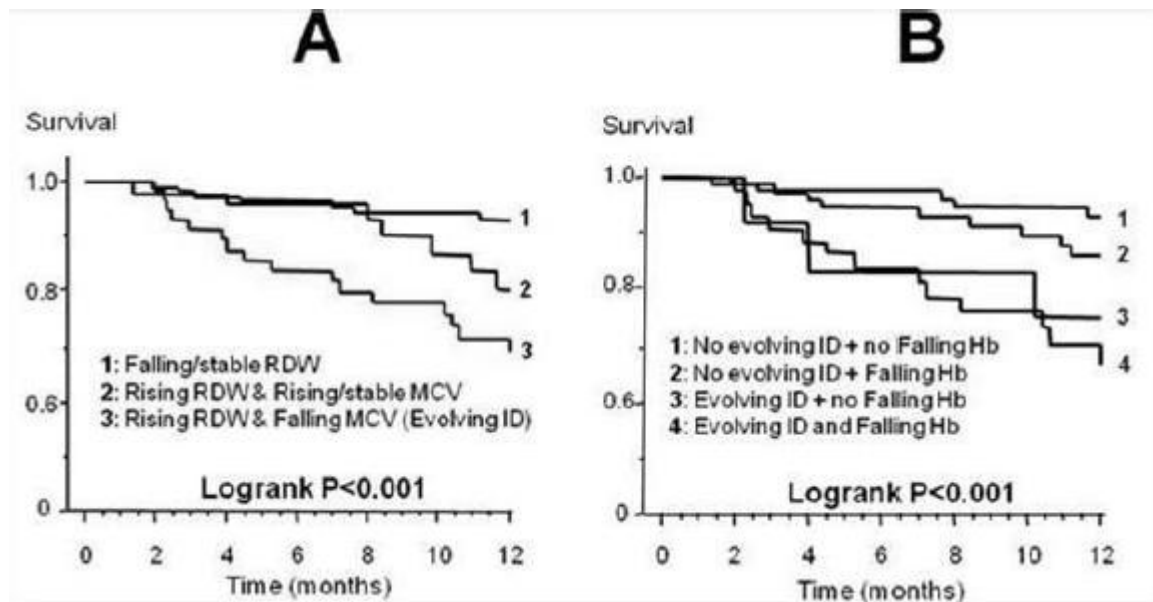 A
Survival
1.0
0.8
0.6
0
1
2
3
1: Falling/stable RDW
2: Rising RDW & Rising/stable MCV
3: Rising RDW & Falling MCV (Evolving ID)
Logrank P<0.001
0 2 4 6 8 10 12
Time (months)
B
Survival
1.0
0.8
0.6
0
1
2
3
4
1: No evolving ID + no Falling Hb
2: No evolving ID + Falling Hb
3: Evolving ID + no Falling Hb
4: Evolving ID and Falling Hb
Logrank P<0.001
0 2 4 6 8 10 12
Time (months)